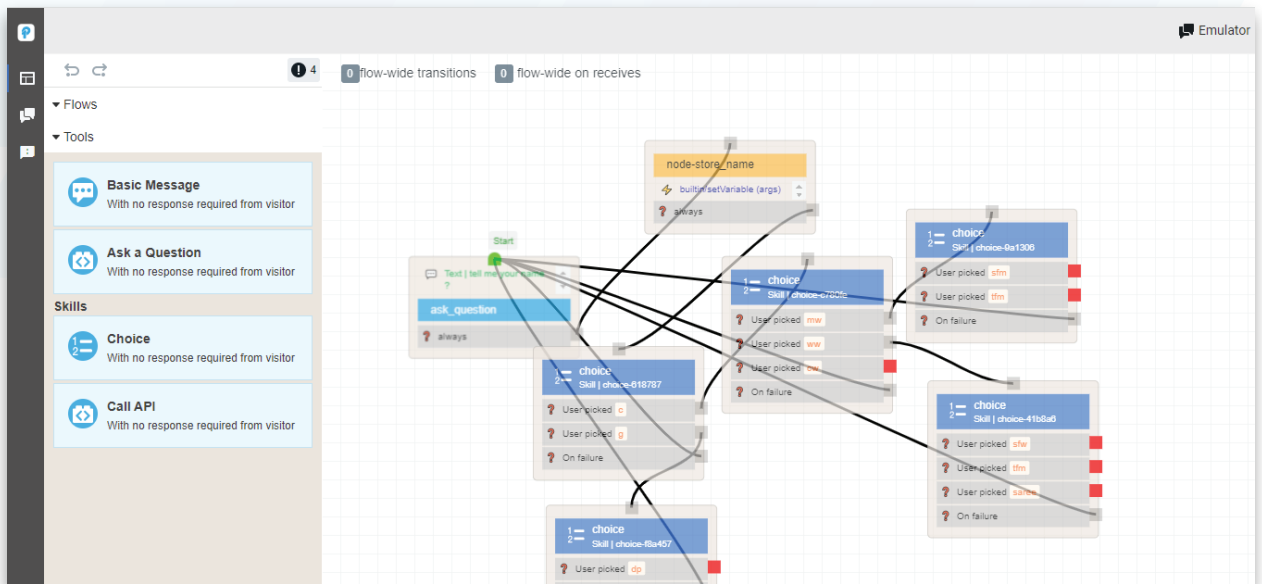 Emulator
4
0 flow-wide transitions
0 flow-wide on receives
Flows
Tools
Basic Message
With no response required from visitor
Ask a Question
With no response required from visitor
Skills
Choice
With no response required from visitor
Call API
With no response required from visitor
node-store_name
builtin/setVariable (args)
always
Start
Text | tell me your name
?
ask_question
always
choice
Skill | choice-618787
User picked c
User picked g
On failure
choice
Skill | choice-f8a457
User picked dp
choice
Skill |
User picked mw
User picked ww
User picked cw
On failure
choice
Skill | choice-9a1306
User picked sfm
User picked tfm
On failure
choice
Skill | choice-41b8a6
User picked sfw
User picked tfm
User picked saree
On failure